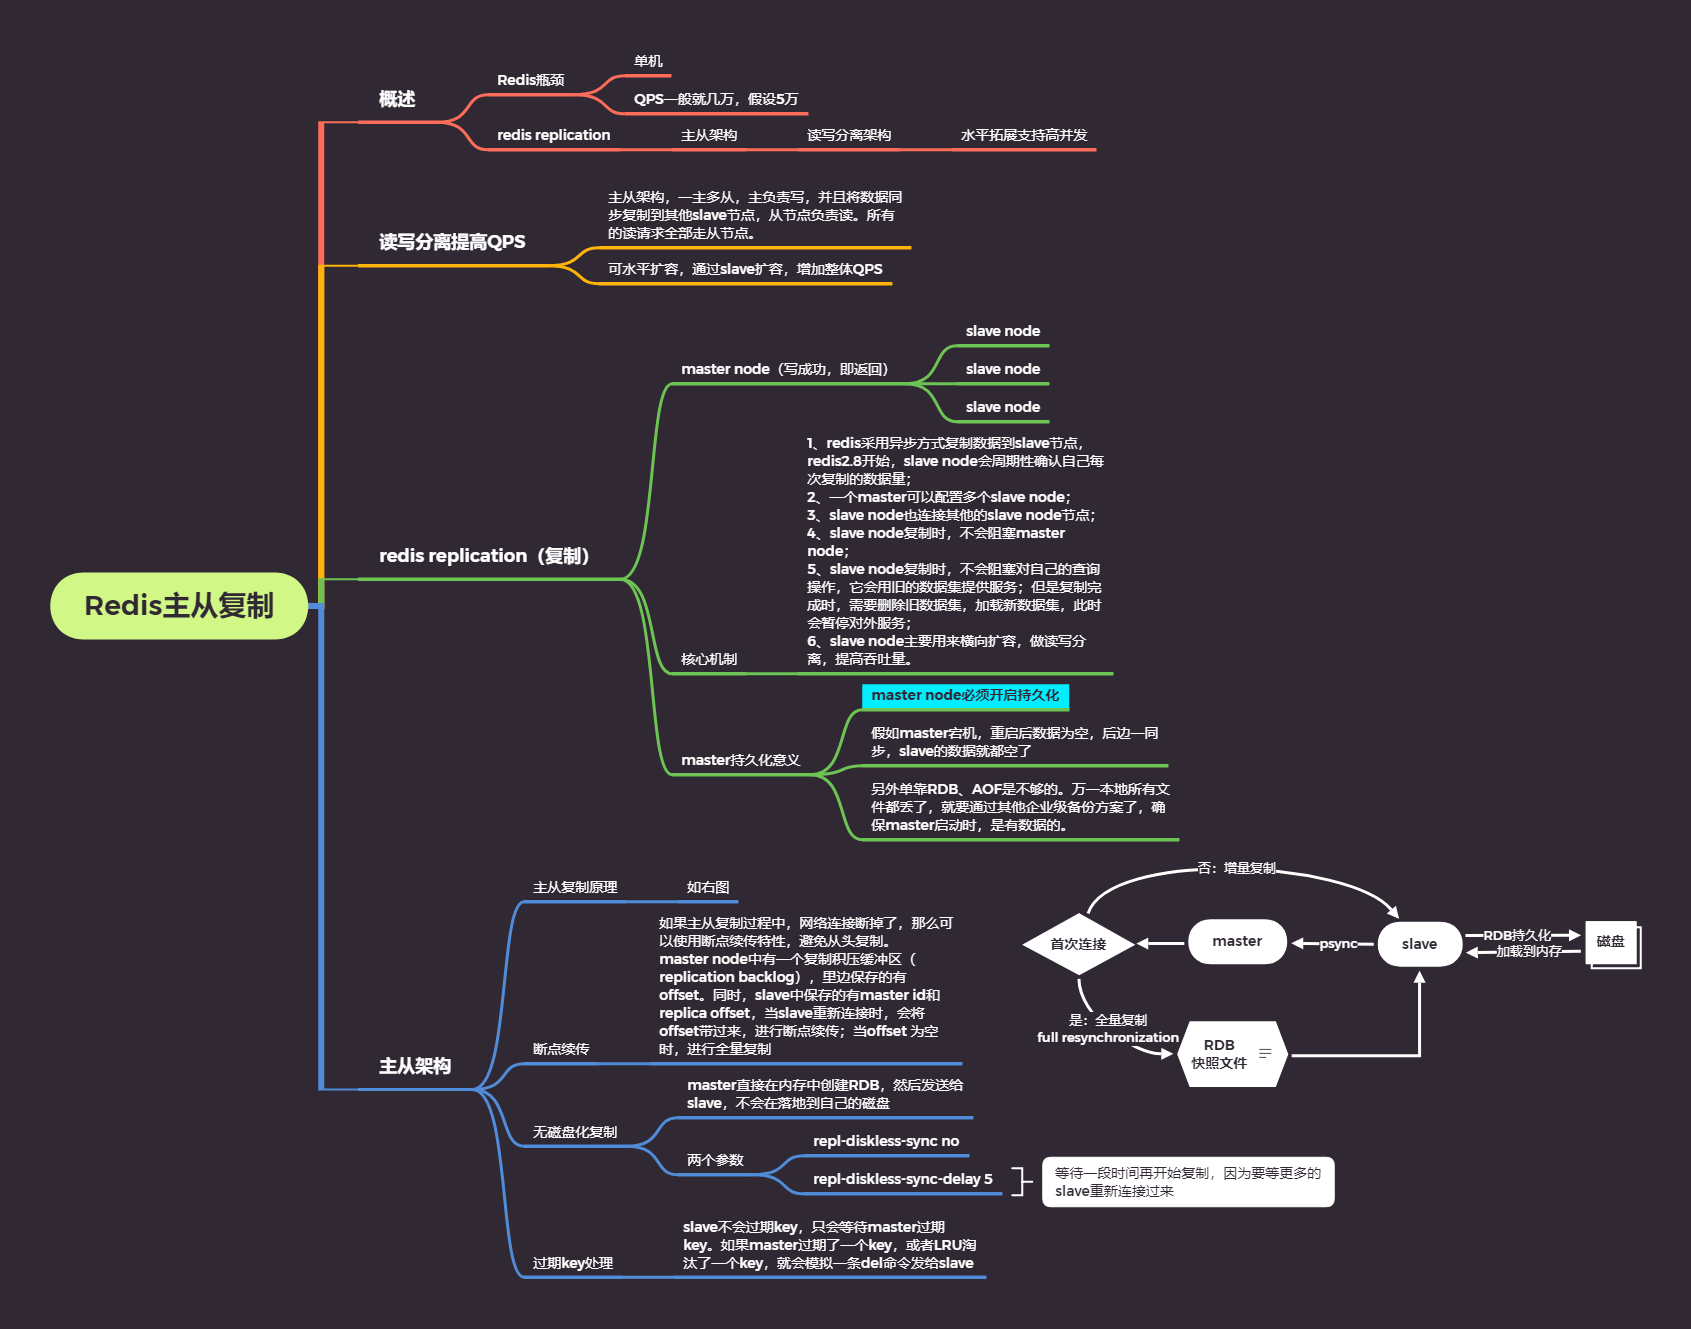 Redis主从复制
概述
Redis瓶颈
单机
QPS一般就几万，假设5万
redis replication
主从架构
读写分离架构
水平拓展支持高并发
读写分离提高QPS
主从架构，一主多从，主负责写，并且将数据同
步复制到其他slave节点，从节点负责读。所有
的读请求全部走从节点。
可水平扩容，通过slave扩容，增加整体QPS
redis replication（复制）
master node（写成功，即返回）
slave node
slave node
slave node
核心机制
1、redis采用异步方式复制数据到slave节点，
redis2.8开始，slave node会周期性确认自己每
次复制的数据量；
2、一个master可以配置多个slave node；
3、slave node也连接其他的slave node节点；
4、slave node复制时，不会阻塞master
node；
5、slave node复制时，不会阻塞对自己的查询
操作，它会用旧的数据集提供服务；但是复制完
成时，需要删除旧数据集，加载新数据集，此时
会暂停对外服务；
6、slave node主要用来横向扩容，做读写分
离，提高吞吐量。
master持久化意义
master node必须开启持久化
假如master宕机，重启后数据为空，后边一同
步，slave的数据就都空了
另外单靠RDB、AOF是不够的。万一本地所有文
件都丢了，就要通过其他企业级备份方案了，确
保master启动时，是有数据的。
主从架构
主从复制原理
如右图
断点续传
如果主从复制过程中，网络连接断掉了，那么可
以使用断点续传特性，避免从头复制。
master node中有一个复制积压缓冲区（
replication backlog），里边保存的有
offset。同时，slave中保存的有master id和
replica offset，当slave重新连接时，会将
offset带过来，进行断点续传；当offset 为空
时，进行全量复制
无磁盘化复制
master直接在内存中创建RDB，然后发送给
slave，不会在落地到自己的磁盘
两个参数
repl-diskless-sync no
repl-diskless-sync-delay 5
等待一段时间再开始复制，因为要等更多的
slave重新连接过来
过期key处理
slave不会过期key，只会等待master过期
key。如果master过期了一个key，或者LRU淘
汰了一个key，就会模拟一条del命令发给slave
否：增量复制
首次连接
master
psync
slave
RDB持久化
加载到内存
磁盘
是：全量复制
full resynchronization
RDB
快照文件